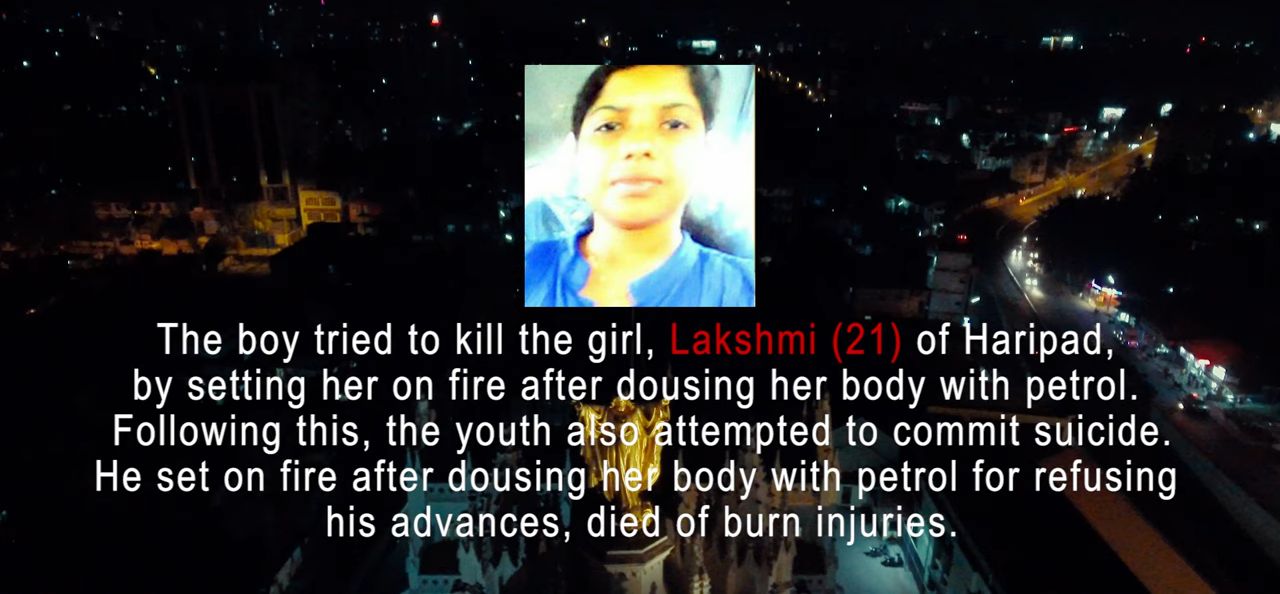 The boy tried to kill the girl, Lakshmi (21) of Haripad,
by setting her on fire after dousing her body with petrol.
Following this, the youth also attempted to commit suicide.
He set on fire after dousing her body with petrol for refusing
his advances, died of burn injuries.